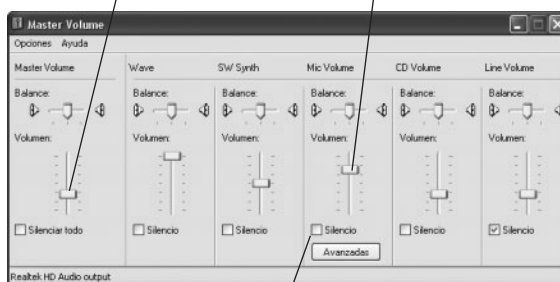 Master Volume
Opciones Ayuda
Master Volume Wave SW Synth Mic Volume CD Volume Line Volume
Balance: Balance: Balance: Balance: Balance: Balance:
Volumen: Volumen: Volumen: Volumen: Volumen: Volumen:
Silenciar todo Silencio Silencio Silencio Silencio Silencio
Avanzadas
Realtek HD Audio output